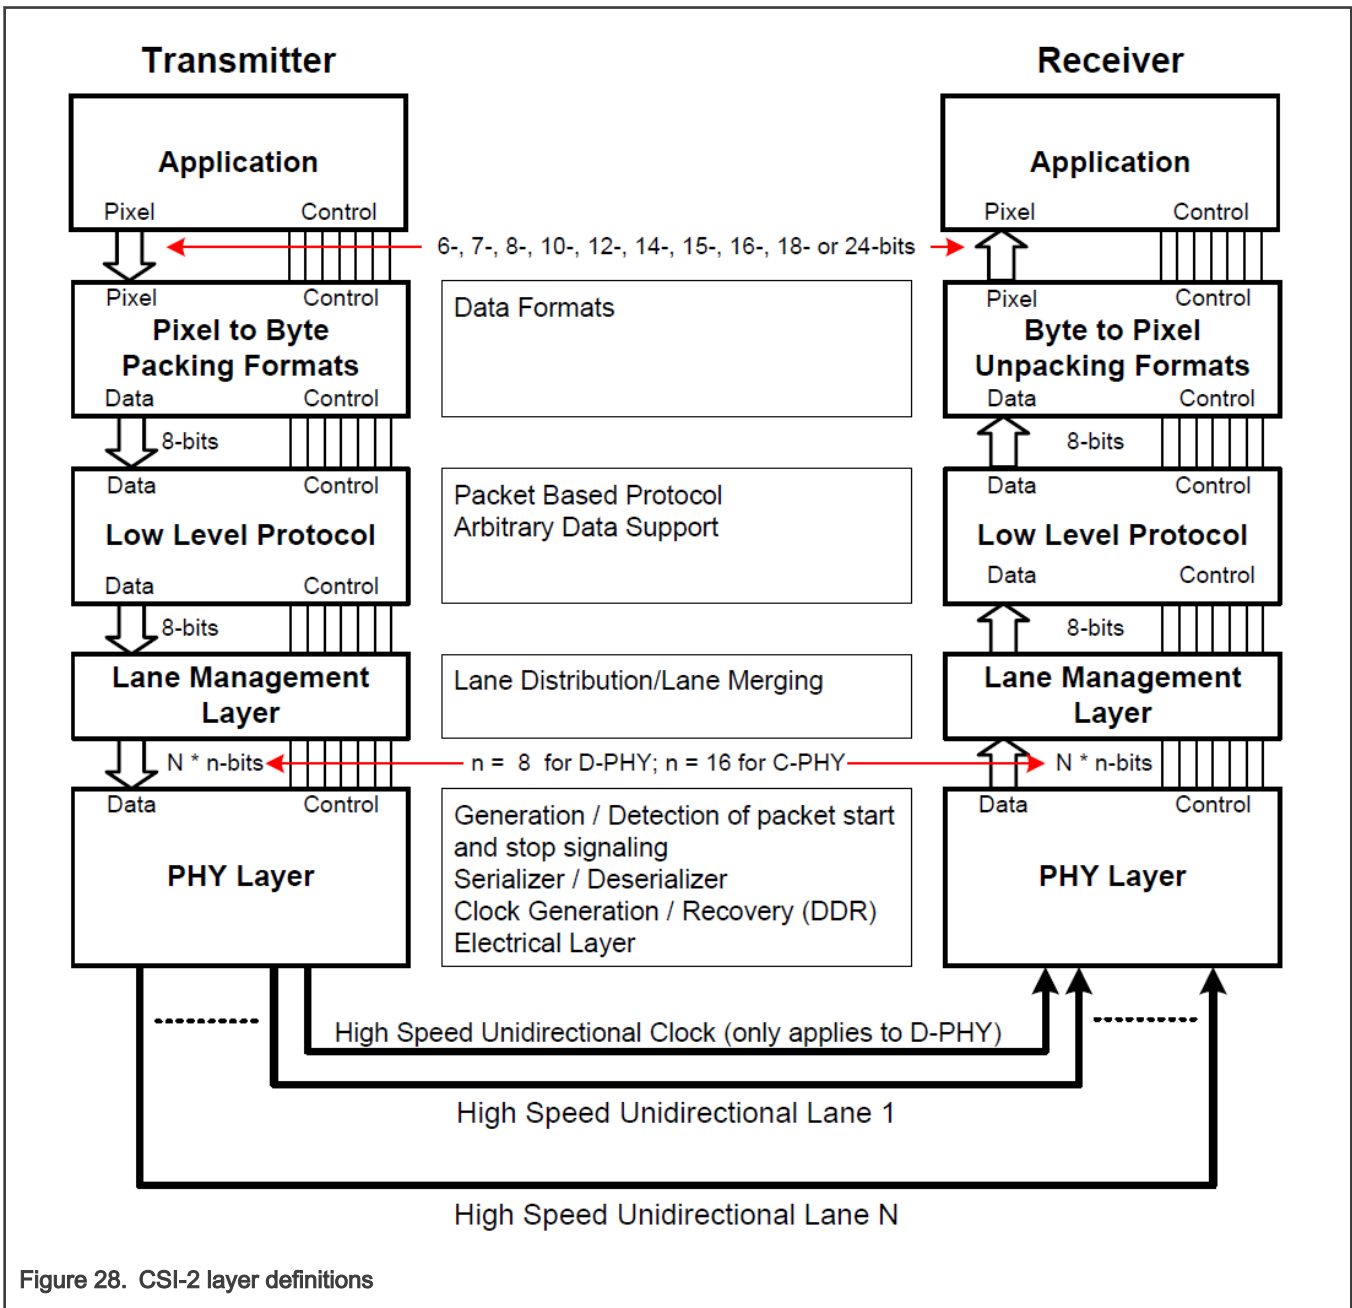 Transmitter
Receiver
Application
Pixel
Control
Application
Pixel
Control
6-, 7-, 8-, 10-, 12-, 14-, 15-, 16-, 18- or 24-bits
Pixel
Control
Pixel to Byte
Packing Formats
Data
Control
Data Formats
Pixel
Control
Byte to Pixel
Unpacking Formats
Data
Control
8-bits
8-bits
Data
Control
Low Level Protocol
Data
Control
Packet Based Protocol
Arbitrary Data Support
Data
Control
Low Level Protocol
Data
Control
8-bits
8-bits
Lane Management
Layer
Lane Distribution/Lane Merging
Lane Management
Layer
N * n-bits
n = 8 for D-PHY; n = 16 for C-PHY
N * n-bits
Data
Control
PHY Layer
Generation / Detection of packet start
and stop signaling
Serializer / Deserializer
Clock Generation / Recovery (DDR)
Electrical Layer
Data
Control
PHY Layer
High Speed Unidirectional Clock (only applies to D-PHY)
High Speed Unidirectional Lane 1
High Speed Unidirectional Lane N
Figure 28. CSI-2 layer definitions